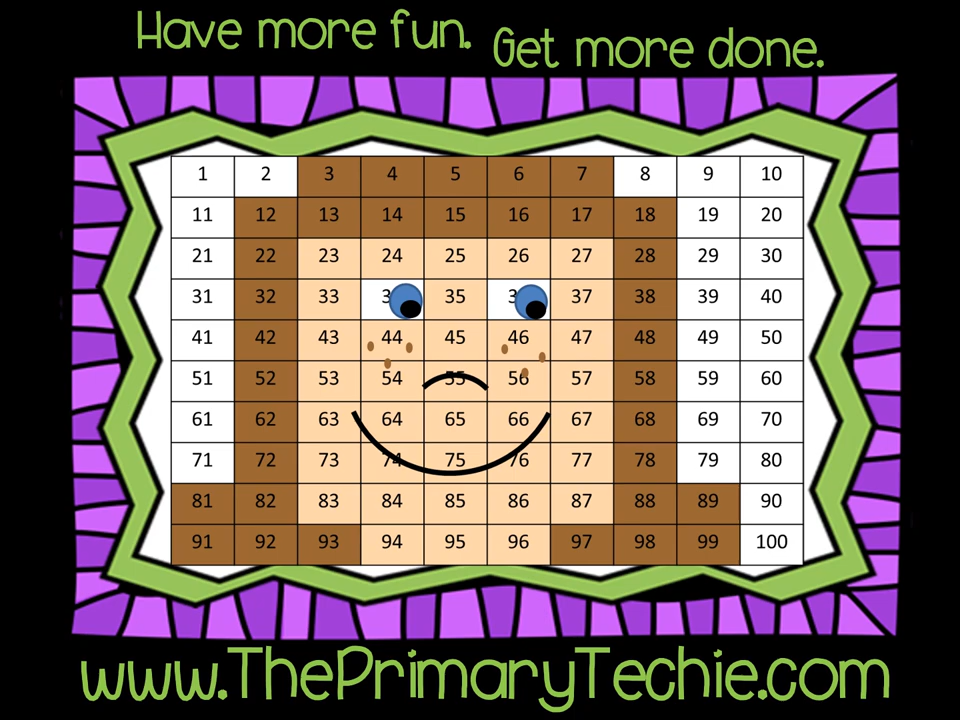 Have more fun. Get more done.
1 2 3 4 5 6 7 8 9 10
11 12 13 14 15 16 17 18 19 20
21 22 23 24 25 26 27 28 29 30
31 32 33 3 35 3 37 38 39 40
41 42 43 44 45 46 47 48 49 50
51 52 53 54 55 56 57 58 59 60
61 62 63 64 65 66 67 68 69 70
71 72 73 74 75 76 77 78 79 80
81 82 83 84 85 86 87 88 89 90
91 92 93 94 95 96 97 98 99 100
www.ThePrimaryTechie.com